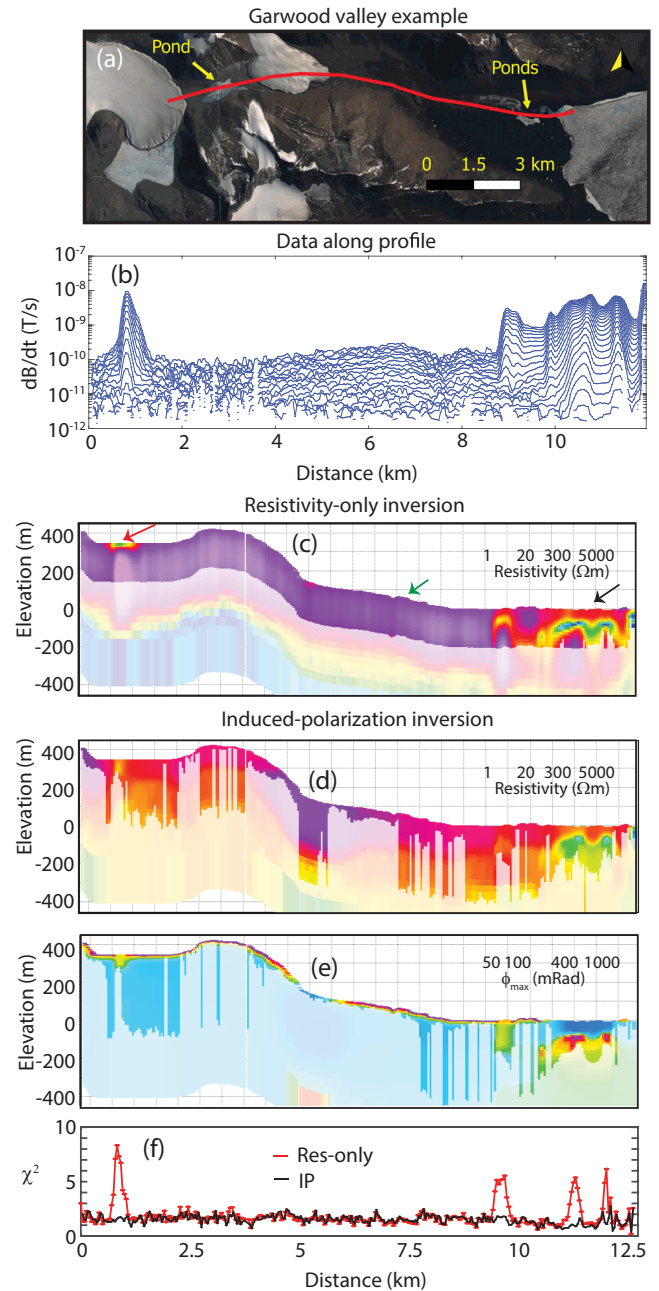 Garwood valley example
(a)
Pond
Ponds
0 1.5 3 km
Data along profile
(b)
dB/dt (T/s)
10-7
10-8
10-9
10-10
10-11
10-12
0 2 4 6 8 10
Distance (km)
Resistivity-only inversion
(c)
Elevation (m)
400
200
0
-200
-400
1 20 300 5000
Resistivity (Ωm)
Induced-polarization inversion
(d)
Elevation (m)
400
200
0
-200
-400
1 20 300 5000
Resistivity (Ωm)
(e)
Elevation (m)
400
200
0
-200
-400
50 100 400 1000
ϕmax (mRad)
(f)
χ2
10
5
0
Res-only
IP
0 2.5 5 7.5 10 12.5
Distance (km)